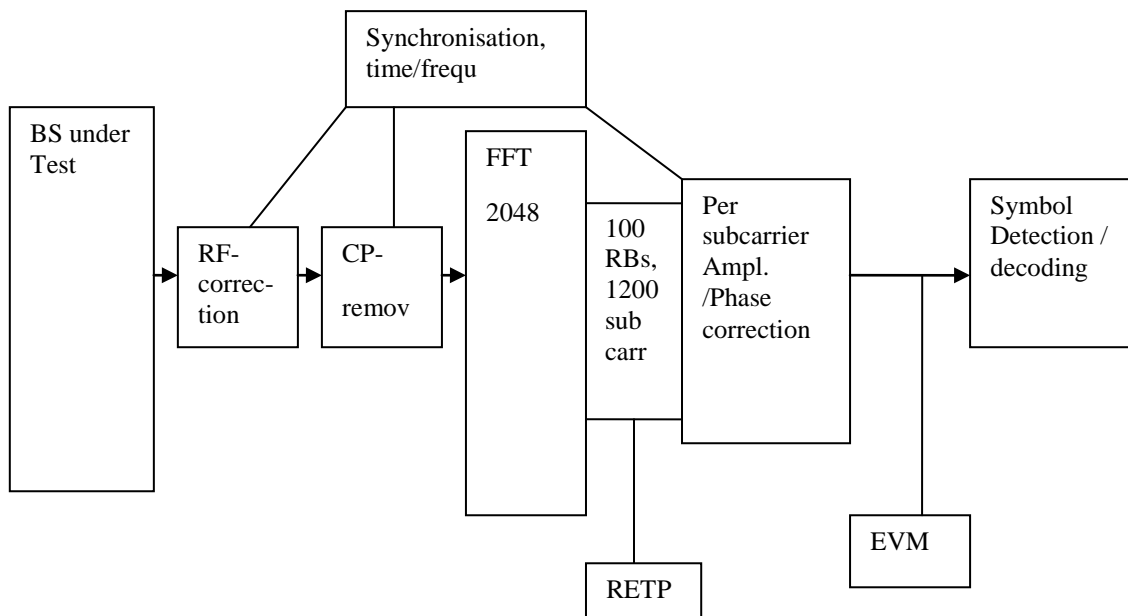 Synchronisation,
time/frequ
BS under
Test
RF-
correc-
tion
CP-
remov
FFT
2048
100
RBs,
1200
sub
carr
Per
subcarrier
Ampl.
/Phase
correction
Symbol
Detection /
decoding
RETP
EVM